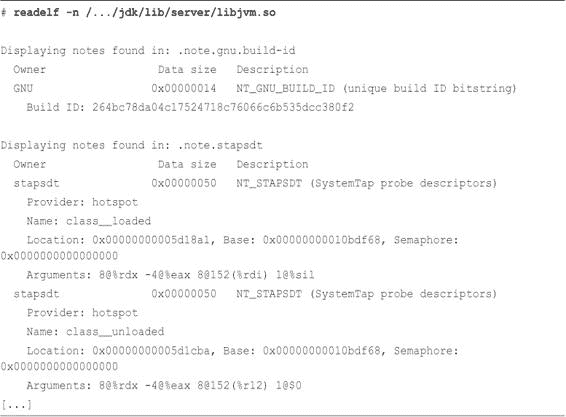 # readelf -n /.../jdk/lib/server/libjvm.so
Displaying notes found in: .note.gnu.build-id
Owner Data size Description
GNU 0x00000014 NT_GNU_BUILD_ID (unique build ID bitstring)
Build ID: 264bc78da04c17524718c76066c6b535dcc380f2
Displaying notes found in: .note.stapsdt
Owner Data size Description
stapsdt 0x00000050 NT_STAPSDT (SystemTap probe descriptors)
Provider: hotspot
Name: class__loaded
Location: 0x00000000005d18a1, Base: 0x00000000010bdf68, Semaphore:
0x0000000000000000
Arguments: 8@%rdx -4@%eax 8@152(%rdi) 1@%sil
stapsdt 0x00000050 NT_STAPSDT (SystemTap probe descriptors)
Provider: hotspot
Name: class__unloaded
Location: 0x00000000005d1cba, Base: 0x00000000010bdf68, Semaphore:
0x0000000000000000
Arguments: 8@%rdx -4@%eax 8@152(%r12) 1@$0
[...]